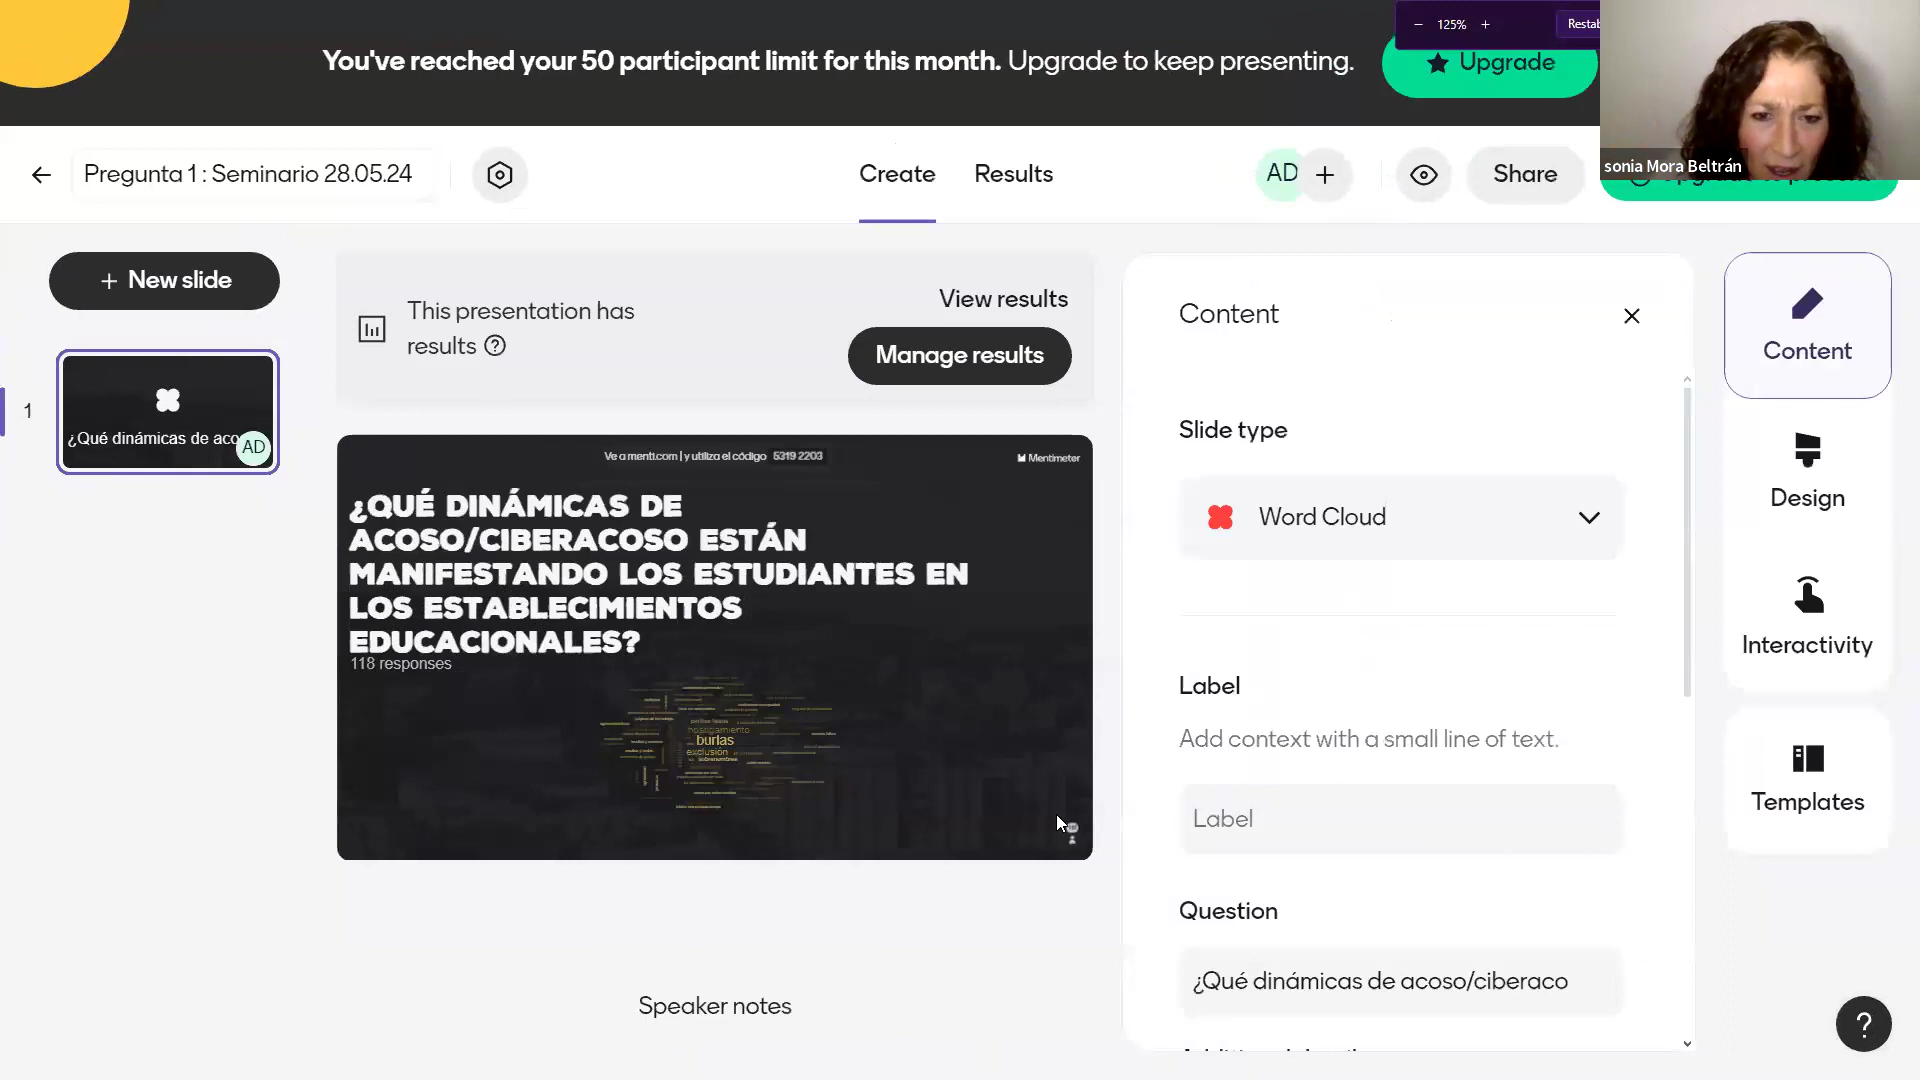 You've reached your 50 participant limit for this month. Upgrade to keep presenting.
Upgrade
125%
sonia Mora Beltrán
Pregunta 1 : Seminario 28.05.24
Create
Results
AD
Share
New slide
This presentation has
results
View results
Manage results
1
¿Qué dinámicas de aco
AD
Ve a menti.com | y utiliza el código 5319 2203
Mentimeter
¿QUÉ DINÁMICAS DE
ACOSO/CIBERACOSO ESTÁN
MANIFESTANDO LOS ESTUDIANTES EN
LOS ESTABLECIMIENTOS
EDUCACIONALES?
118 responses
hostigamiento
burlas
exclusión
Speaker notes
Content
Slide type
Word Cloud
Label
Add context with a small line of text.
Label
Question
¿Qué dinámicas de acoso/ciberaco
Content
Design
Interactivity
Templates
?